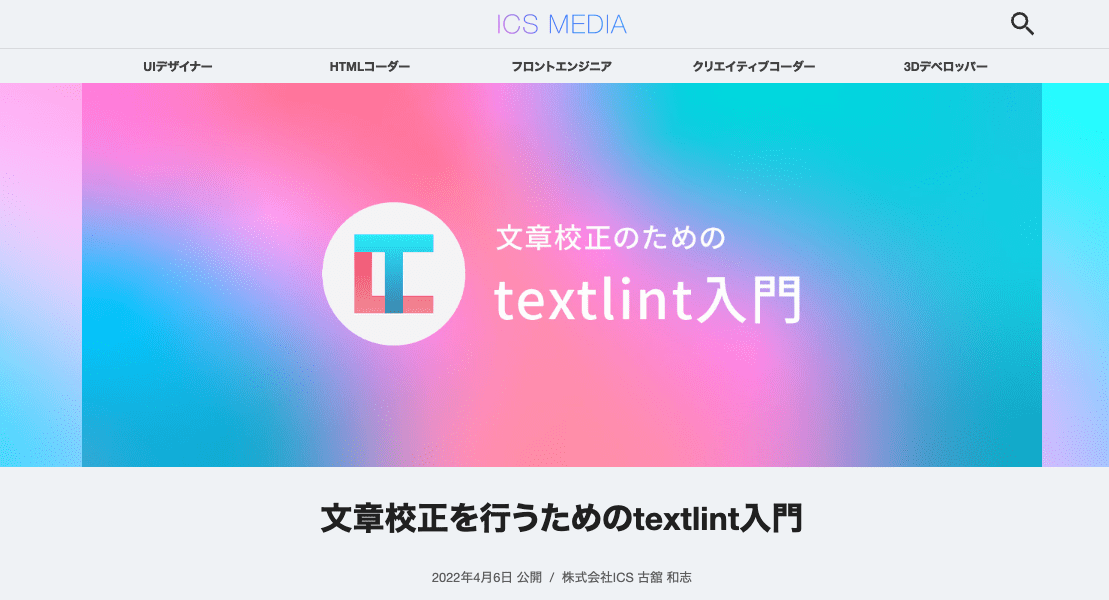 ICS MEDIA
UIデザイナー
HTMLコーダー
フロントエンジニア
クリエイティブコーダー
3Dデベロッパー
文章校正のための
textlint入門
文章校正を行うためのtextlint入門
2022年4月6日 公開 / 株式会社ICS 古舘 和志